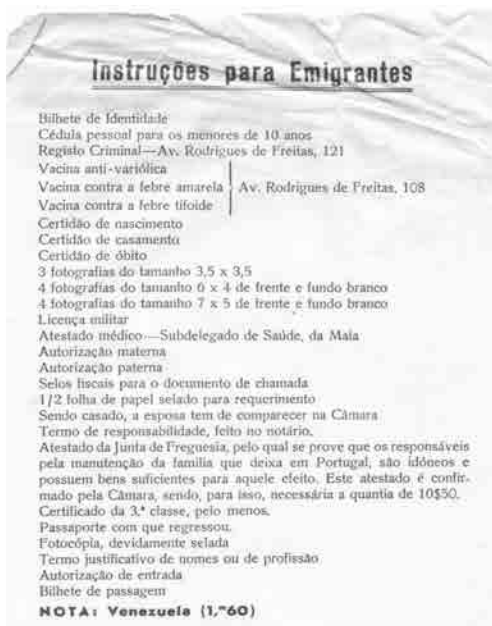 Instruções para Emigrantes
Bilhete de Identidade
Cédula pessoal para os menores de 10 anos
Registo Criminal—Av. Rodrigues de Freitas, 121
Vacina anti-variólica
Vacina contra a febre amarela Av. Rodrigues de Freitas, 108
Vacina contra a febre tifoide
Certidão de nascimento
Certidão de casamento
Certidão de óbito
3 fotografias do tamanho 3,5 x 3,5
4 fotografias do tamanho 6 x 4 de frente e fundo branco
4 fotografias do tamanho 7 x 5 de frente e fundo branco
Licença militar
Atestado médico—Subdelegado de Saúde, da Maia
Autorização materna
Autorização paterna
Selos fiscais para o documento de chamada
1/2 folha de papel selado para requerimento
Sendo casado, a esposa tem de comparecer na Câmara
Termo de responsabilidade, feito no notário.
Atestado da Junta de Freguesia, pelo qual se prove que os responsáveis
pela manutenção da família que deixa em Portugal, são idóneos e
possuem bens suficientes para aquele efeito. Este atestado é confir-
mado pela Câmara, sendo, para isso, necessária a quantia de 10$50.
Certificado da 3.ª classe, pelo menos.
Passaporte com que regressou.
Fotocópia, devidamente selada
Termo justificativo de nomes ou de profissão
Autorização de entrada
Bilhete de passagem
NOTA: Venezuela (1,"60)